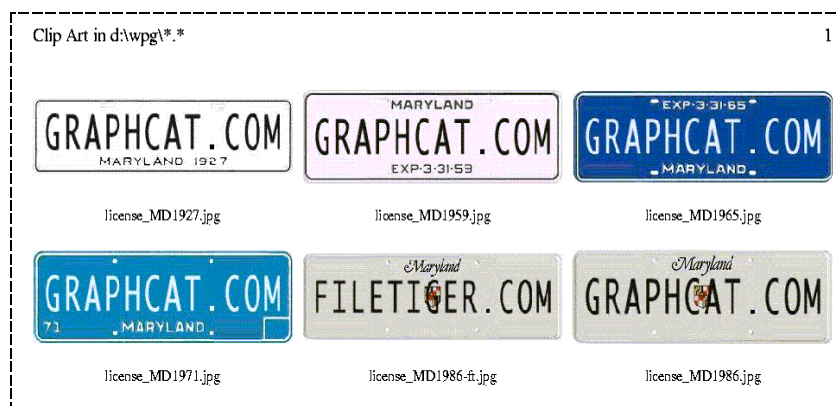 Clip Art in d:\wpg\*.* 1
GRAPHCAT.COM
MARYLAND 1927
license_MD1927.jpg
MARYLAND
GRAPHCAT.COM
EXP-3-31-59
license_MD1959.jpg
EXP-3-31-65
GRAPHCAT.COM
MARYLAND
license_MD1965.jpg
GRAPHCAT.COM
71 MARYLAND
license_MD1971.jpg
Maryland
FILETIGER.COM
license_MD1986-ft.jpg
Maryland
GRAPHCAT.COM
license_MD1986.jpg